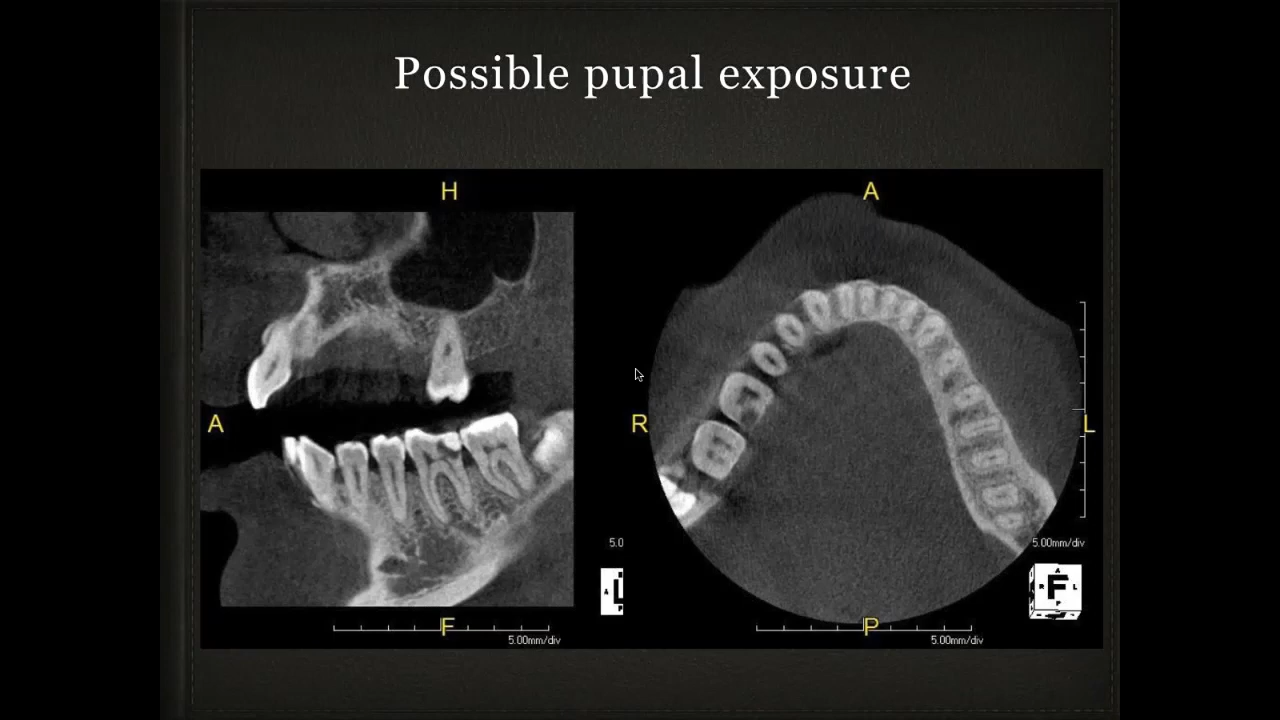 Possible pupal exposure
H
A
A
R
L
5.0
5.00mm/div
A L
A
R F L
P
F
5.00mm/div
P
5.00mm/div